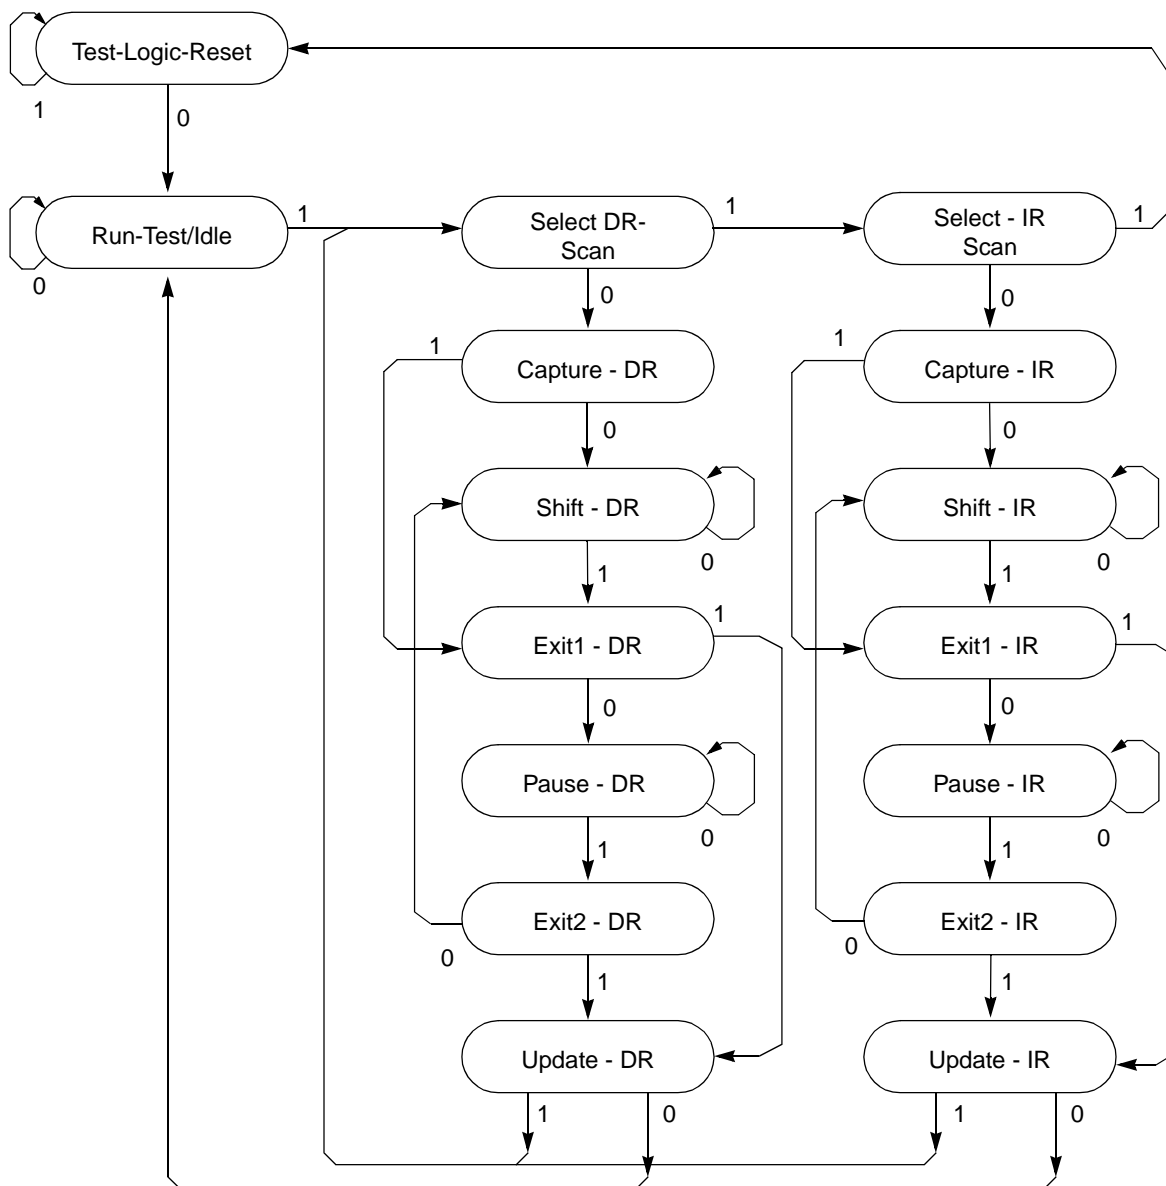 Test-Logic-Reset
1
0
Run-Test/Idle
1
0
Select DR-
Scan
1
Select - IR
Scan
1
0
0
1
Capture - DR
1
Capture - IR
0
0
Shift - DR
0
Shift - IR
0
1
1
Exit1 - DR
1
Exit1 - IR
1
0
0
Pause - DR
0
Pause - IR
0
1
1
Exit2 - DR
0
Exit2 - IR
0
1
1
Update - DR
Update - IR
1
0
1
0